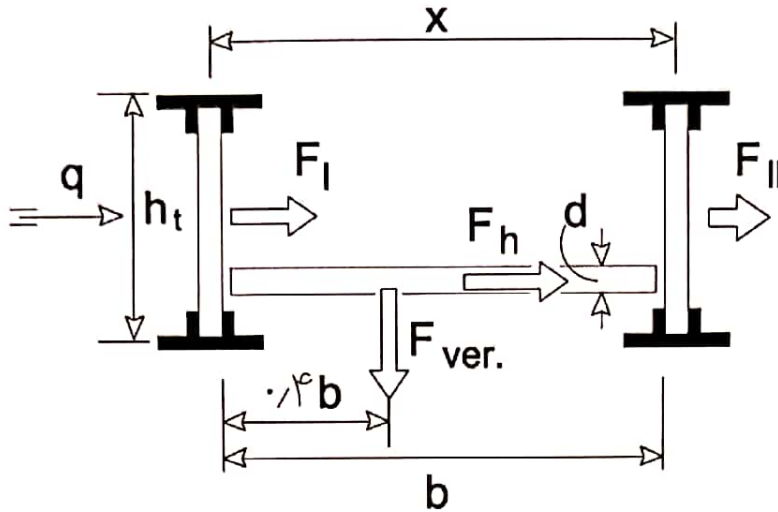 x
q
h_t
F_I
F_II
F_h
d
F_ver.
۰/۴b
b